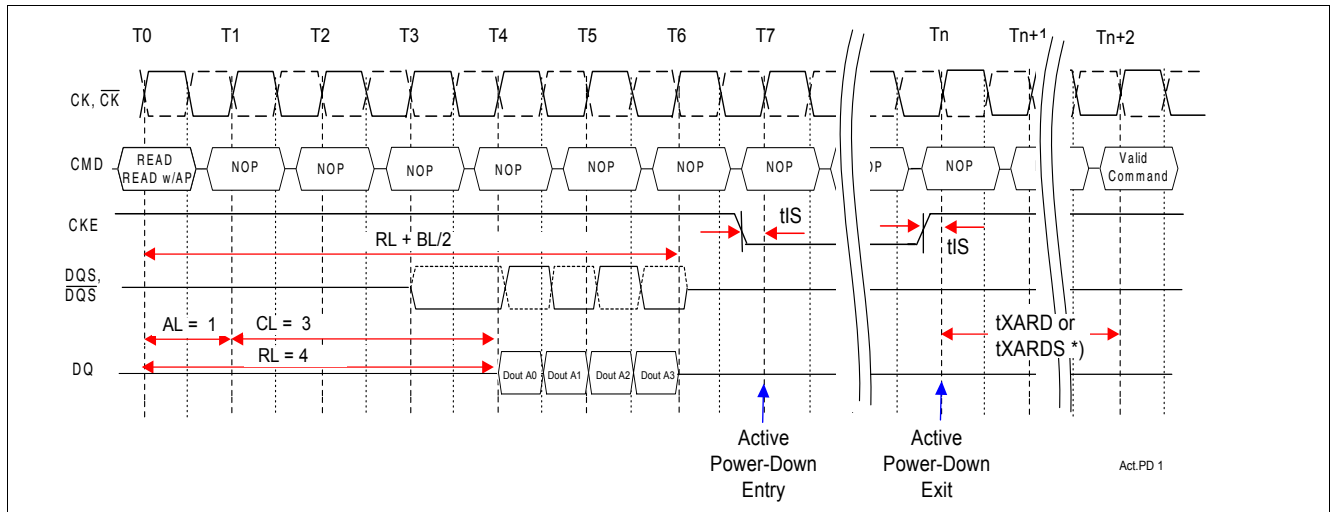 T0 T1 T2 T3 T4 T5 T6 T7 Tn Tn+1 Tn+2
CK, CK
CMD READ READ w/AP NOP NOP NOP NOP NOP NOP NOP OP NOP Valid Command
CKE
tIS
tIS
RL + BL/2
DQS,
DQS
AL = 1
CL = 3
tXARD or
tXARDS *)
RL = 4
DQ
Dout A0 Dout A1 Dout A2 Dout A3
Active
Power-Down
Entry
Active
Power-Down
Exit
Act.PD 1